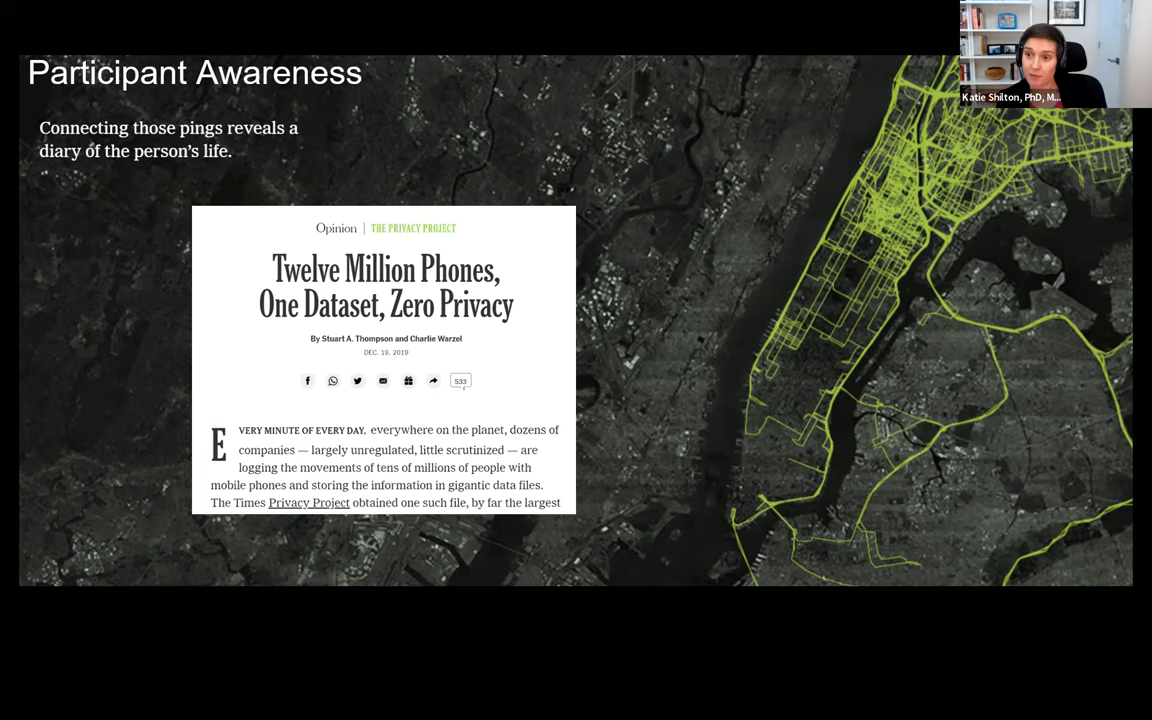 Participant Awareness
Connecting those pings reveals a
diary of the person's life.
Katie Shilton, PhD, M...
Opinion | THE PRIVACY PROJECT
Twelve Million Phones,
One Dataset, Zero Privacy
By Stuart A. Thompson and Charlie Warzel
DEC. 19, 2019
533
EVERY MINUTE OF EVERY DAY, everywhere on the planet, dozens of
companies — largely unregulated, little scrutinized — are
logging the movements of tens of millions of people with
mobile phones and storing the information in gigantic data files.
The Times Privacy Project obtained one such file, by far the largest